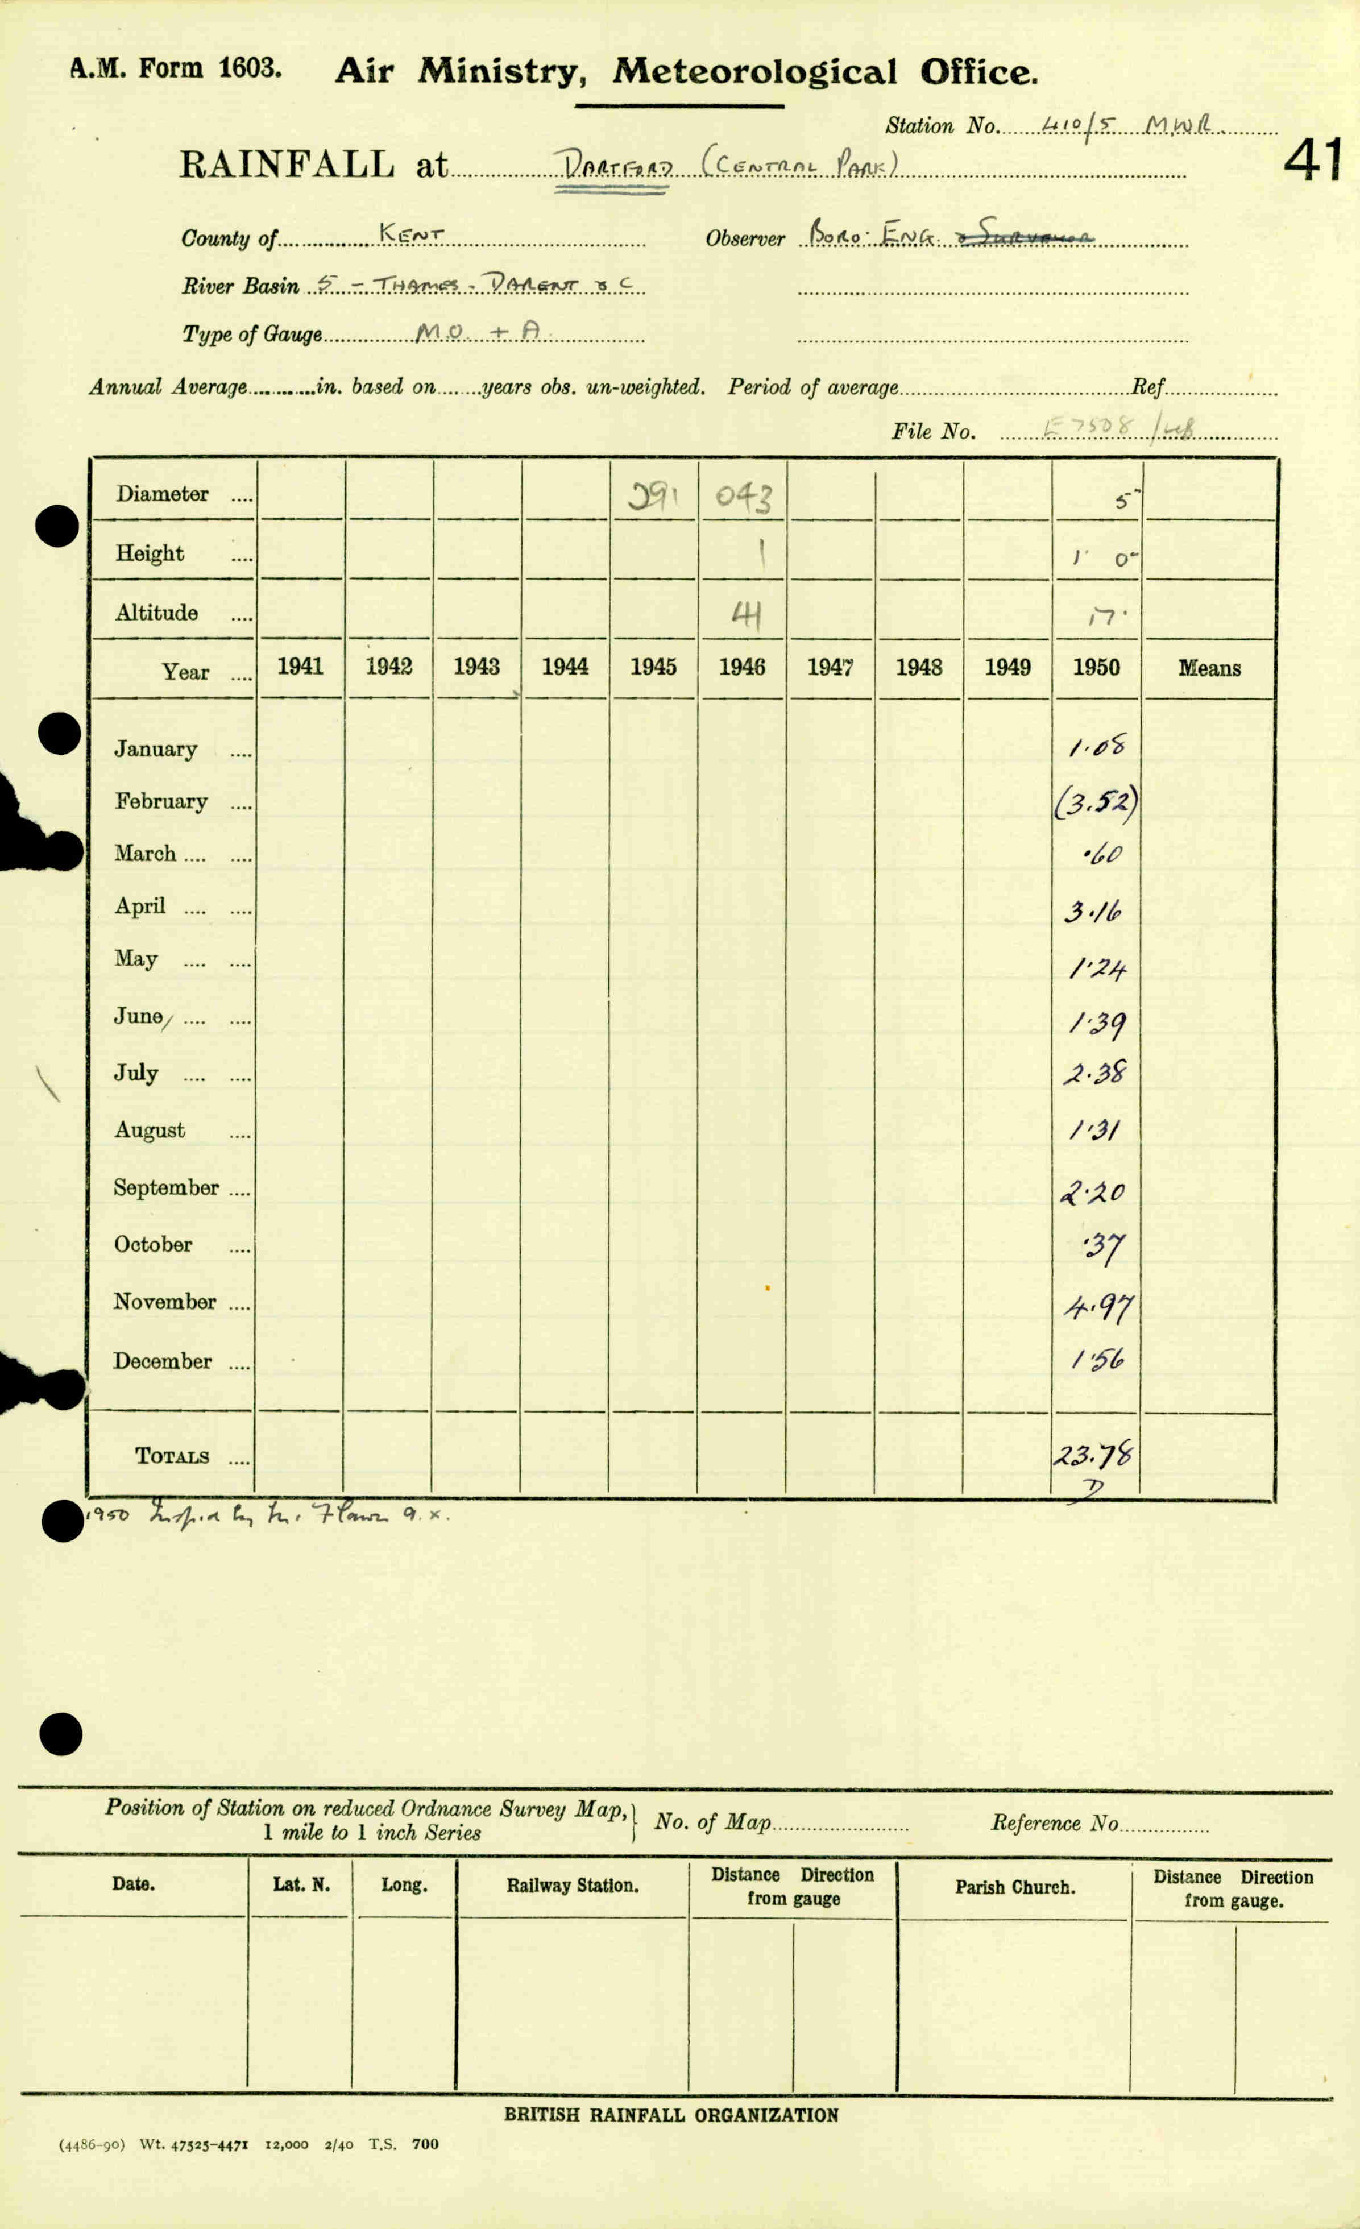 A.M. Form 1603. Air Ministry, Meteorological Office.
Station No. 410/5 M.W.R.
RAINFALL at DARTFORD (CENTRAL PARK)
41
County of KENT Observer BORO: ENG. & SURVEYOR
River Basin 5 - THAMES - DARENT & C
Type of Gauge M.O. + A.
Annual Average in. based on years obs. un-weighted. Period of average Ref.
File No. E7508 /48
Diameter .... 291 043 5"
Height .... 1 1' 0"
Altitude .... 41 17'
Year .... 1941 1942 1943 1944 1945 1946 1947 1948 1949 1950 Means
January .... 1.08
February .... (3.52)
March .... .... .60
April .... .... 3.16
May .... .... 1.24
June .... .... 1.39
July .... .... 2.38
August .... 1.31
September .... 2.20
October .... .37
November .... 4.97
December .... 1.56
TOTALS .... 23.78
D
1950 by Mr. 9.x.
Position of Station on reduced Ordnance Survey Map, 1 mile to 1 inch Series } No. of Map Reference No.
Date. Lat. N. Long. Railway Station. Distance Direction from gauge Parish Church. Distance Direction from gauge.
BRITISH RAINFALL ORGANIZATION
(4486-90) Wt. 47525-4471 12,000 2/40 T.S. 700